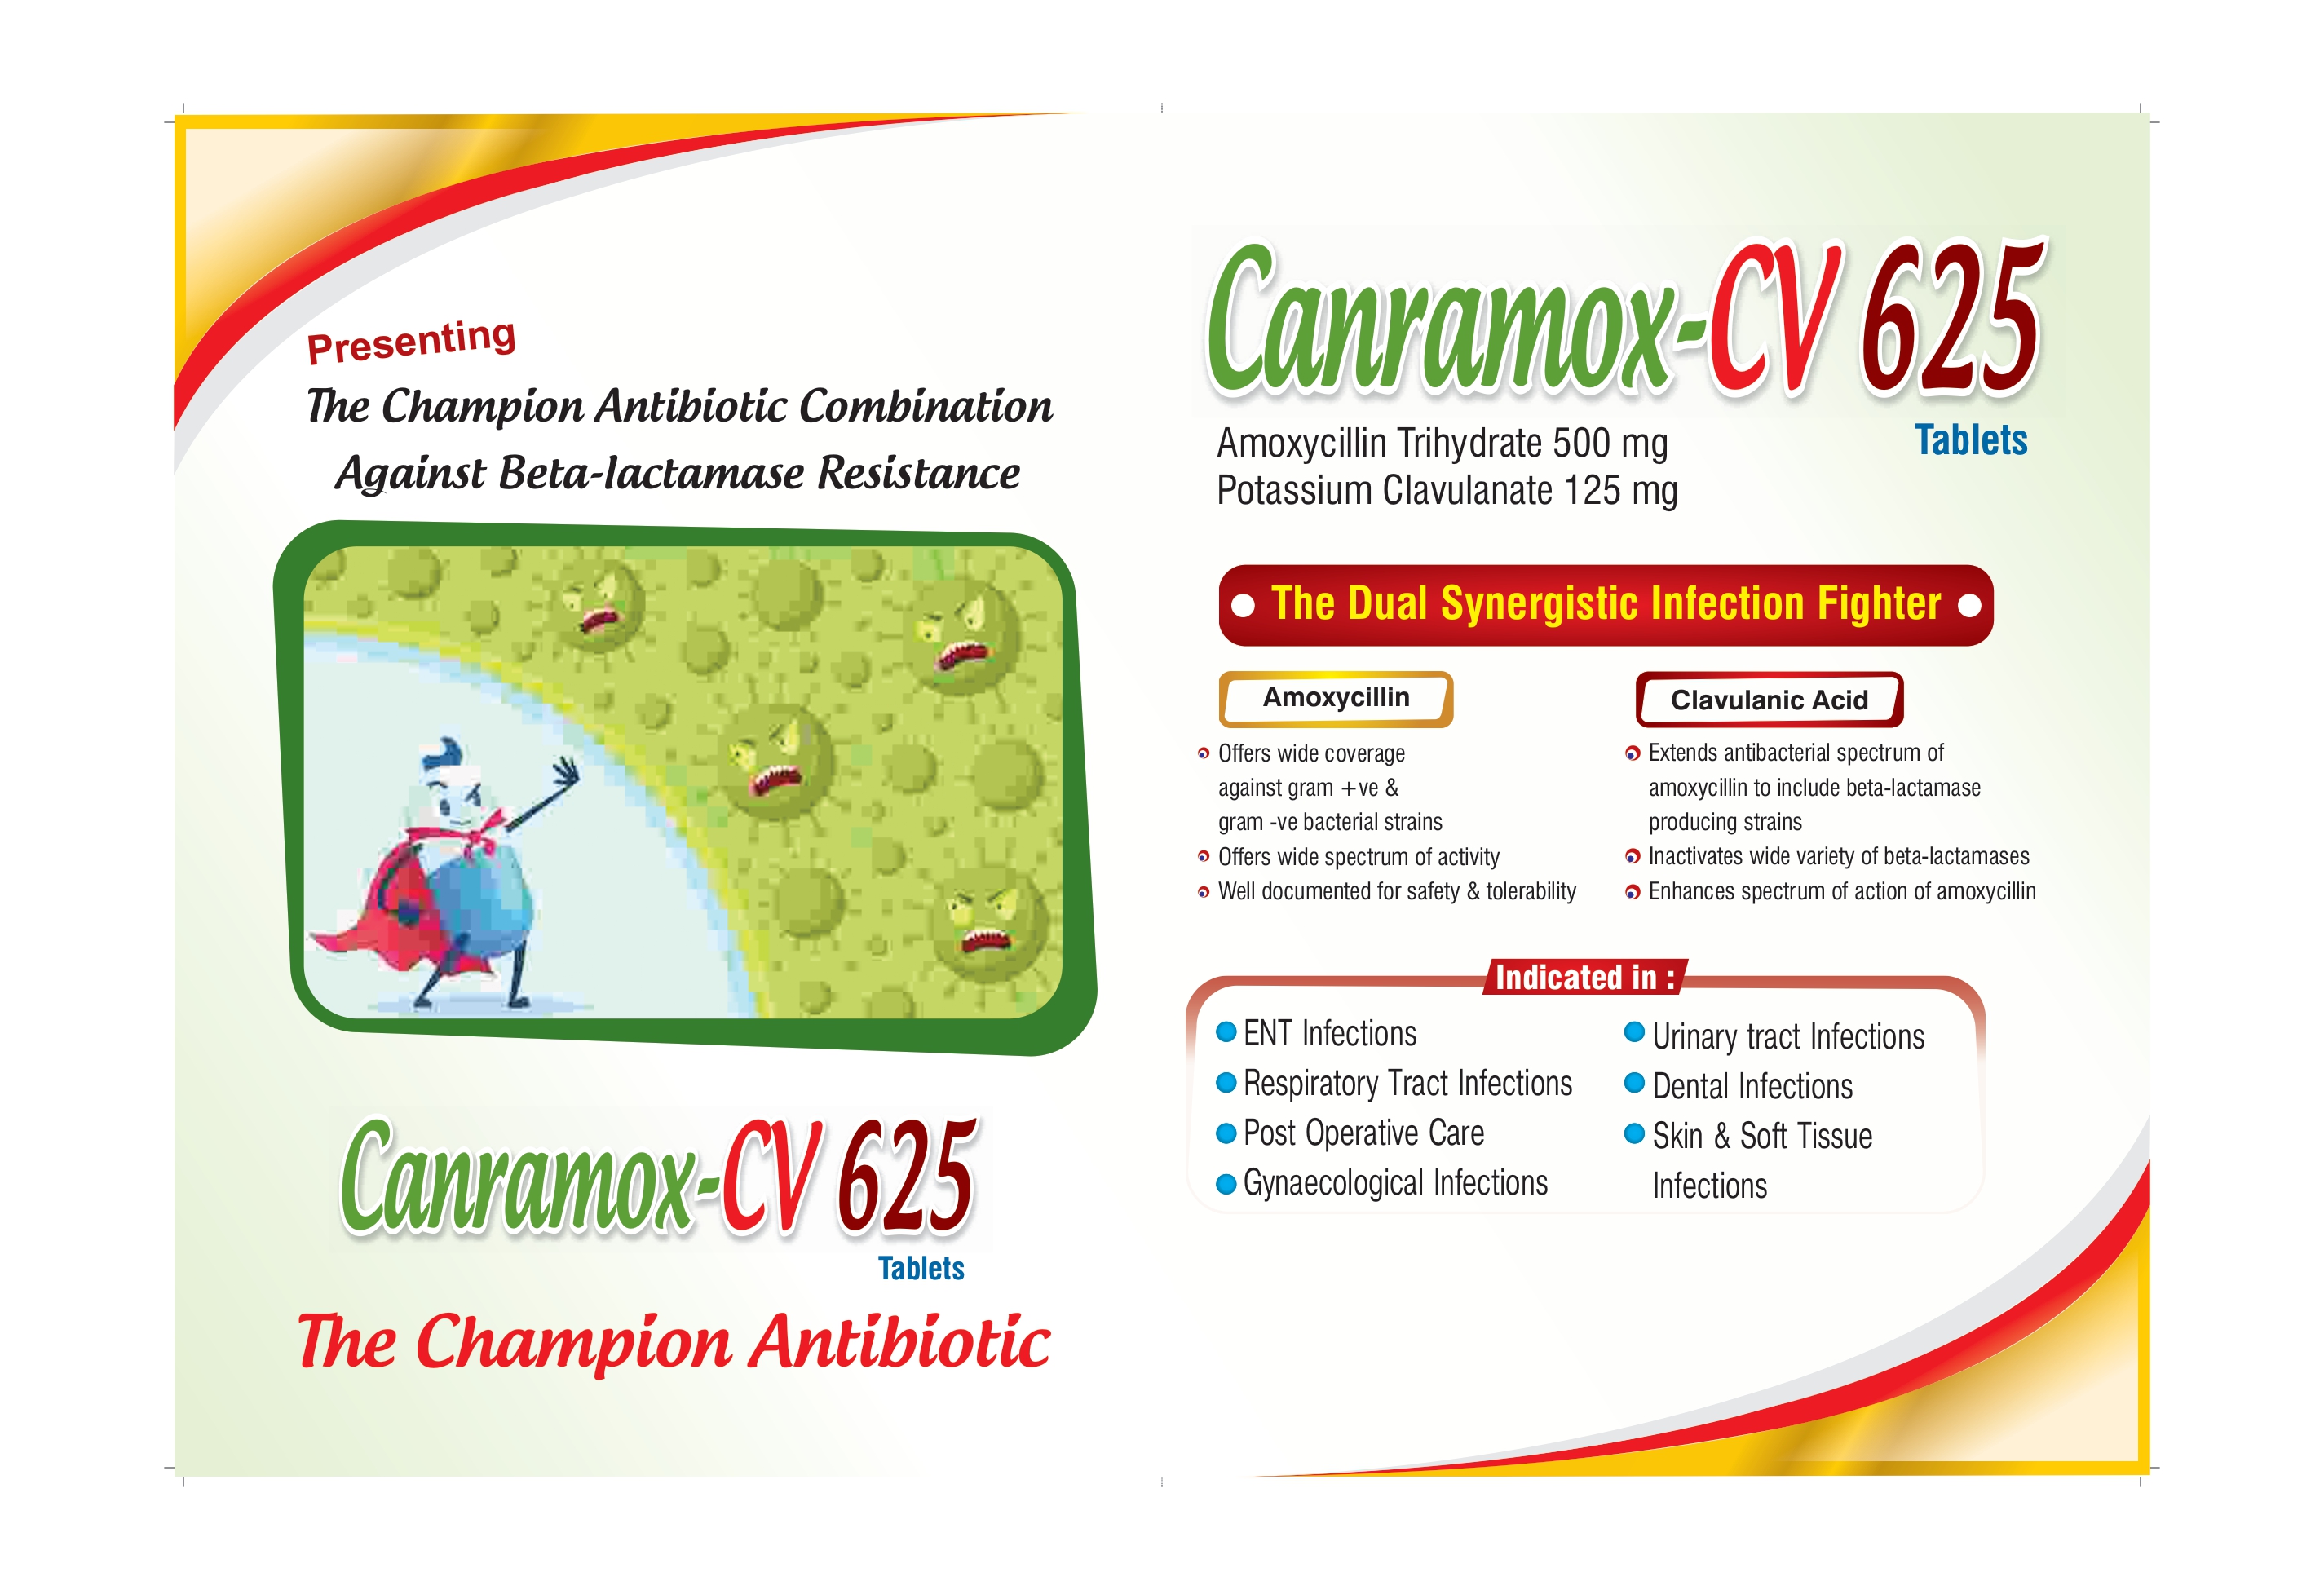 Presenting
The Champion Antibiotic Combination
Against Beta-lactamase Resistance
Canramox-CV 625
Tablets
The Champion Antibiotic
Canramox-CV 625
Tablets
Amoxycillin Trihydrate 500 mg
Potassium Clavulanate 125 mg
The Dual Synergistic Infection Fighter
Amoxycillin
Offers wide coverage
against gram +ve &
gram -ve bacterial strains
Offers wide spectrum of activity
Well documented for safety & tolerability
Clavulanic Acid
Extends antibacterial spectrum of
amoxycillin to include beta-lactamase
producing strains
Inactivates wide variety of beta-lactamases
Enhances spectrum of action of amoxycillin
Indicated in :
ENT Infections
Respiratory Tract Infections
Post Operative Care
Gynaecological Infections
Urinary tract Infections
Dental Infections
Skin & Soft Tissue
Infections